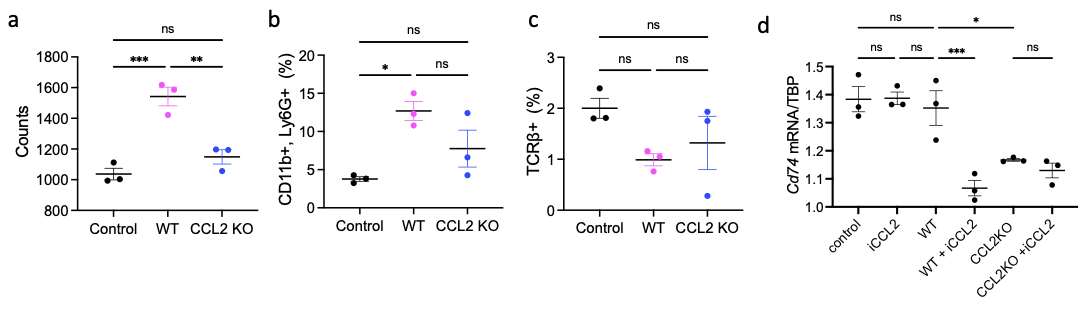 a
ns
***
**
Counts
1800
1600
1400
1200
1000
800
Control
WT
CCL2 KO
b
ns
*
ns
CD11b+, Ly6G+ (%)
20
15
10
5
0
Control
WT
CCL2 KO
c
ns
ns
ns
TCRβ+ (%)
3
2
1
0
Control
WT
CCL2 KO
d
ns
*
ns
ns
***
ns
Cd74 mRNA/TBP
1.5
1.4
1.3
1.2
1.1
1.0
control
iCCL2
WT
WT + iCCL2
CCL2KO
CCL2KO +iCCL2